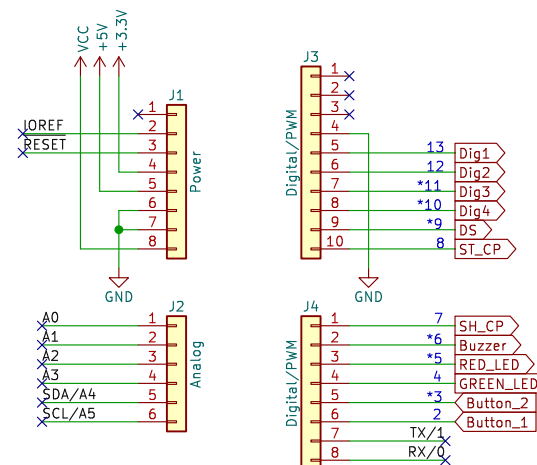 VCC
+5V
+3.3V
J1
1
IOREF
2
RESET
3
4
5
6
7
8
Power
GND
J3
1
2
3
4
5 13 Dig1
6 12 Dig2
7 *11 Dig3
8 *10 Dig4
9 *9 DS
10 8 ST_CP
Digital/PWM
GND
J2
A0 1
A1 2
A2 3
A3 4
SDA/A4 5
SCL/A5 6
Analog
J4
1 7 SH_CP
2 *6 Buzzer
3 *5 RED_LED
4 4 GREEN_LED
5 *3 Button_2
6 2 Button_1
7 TX/1
8 RX/0
Digital/PWM